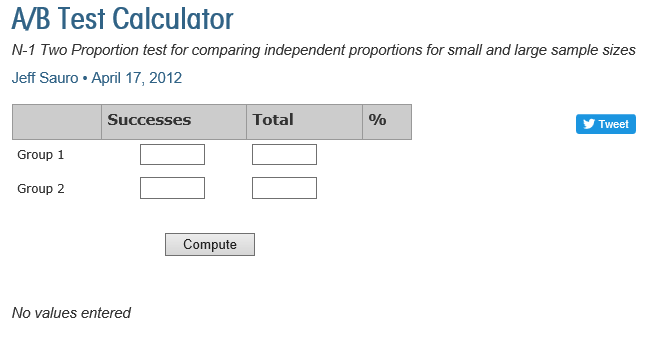 A/B Test Calculator
N-1 Two Proportion test for comparing independent proportions for small and large sample sizes
Jeff Sauro • April 17, 2012
Successes Total %
Tweet
Group 1
Group 2
Compute
No values entered